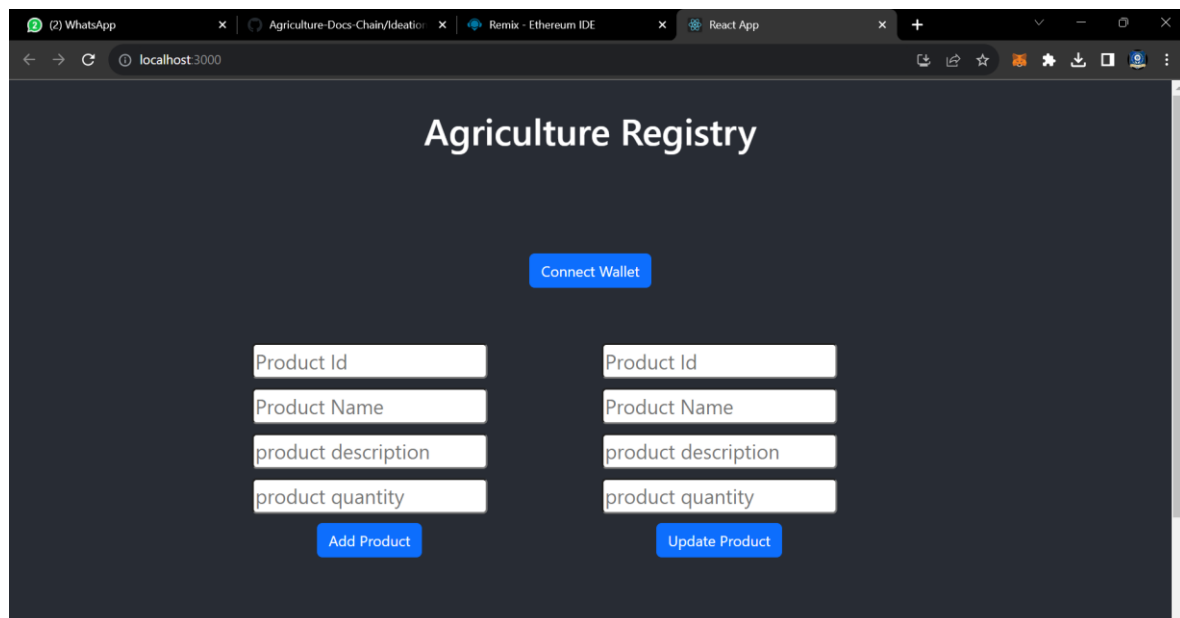 (2) WhatsApp
Agriculture-Docs-Chain/Ideation
Remix - Ethereum IDE
React App
localhost:3000
Agriculture Registry
Connect Wallet
Product Id
Product Name
product description
product quantity
Add Product
Product Id
Product Name
product description
product quantity
Update Product